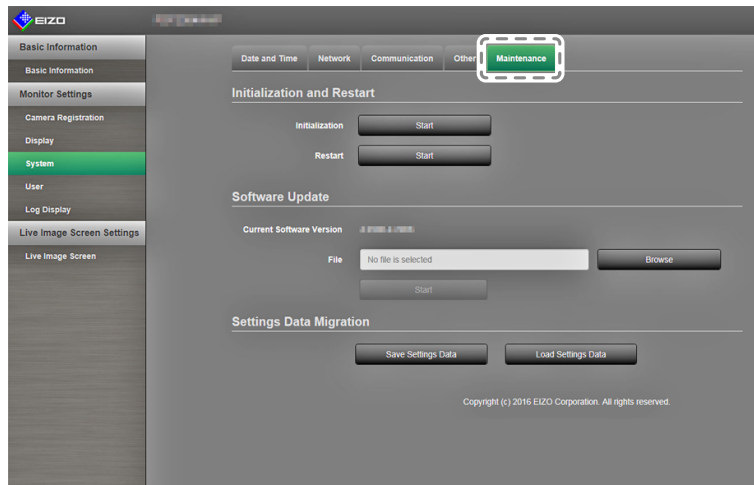 EIZO
Basic Information
Basic Information
Monitor Settings
Camera Registration
Display
System
User
Log Display
Live Image Screen Settings
Live Image Screen
Date and Time Network Communication Other Maintenance
Initialization and Restart
Initialization Start
Restart Start
Software Update
Current Software Version
File No file is selected Browse
Start
Settings Data Migration
Save Settings Data Load Settings Data
Copyright (c) 2016 EIZO Corporation. All rights reserved.